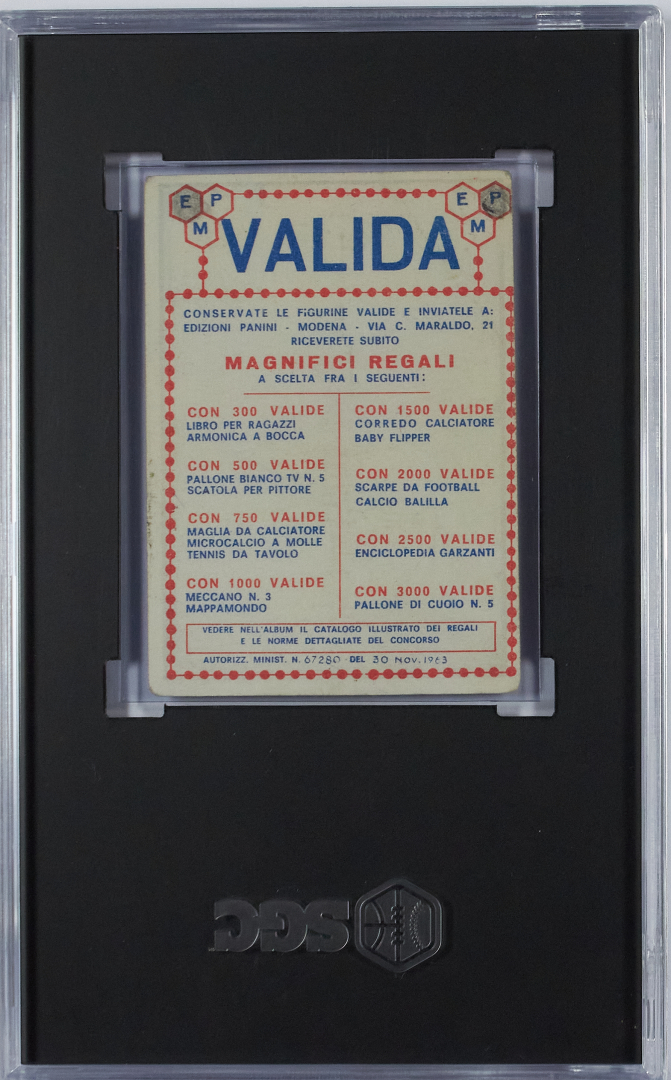 E P M
E P M
VALIDA
CONSERVATE LE FIGURINE VALIDE E INVIATELE A:
EDIZIONI PANINI - MODENA - VIA C. MARALDO, 21
RICEVERETE SUBITO
MAGNIFICI REGALI
A SCELTA FRA I SEGUENTI:
CON 300 VALIDE
LIBRO PER RAGAZZI
ARMONICA A BOCCA
CON 500 VALIDE
PALLONE BIANCO TV N. 5
SCATOLA PER PITTORE
CON 750 VALIDE
MAGLIA DA CALCIATORE
MICROCALCIO A MOLLE
TENNIS DA TAVOLO
CON 1000 VALIDE
MECCANO N. 3
MAPPAMONDO
CON 1500 VALIDE
CORREDO CALCIATORE
BABY FLIPPER
CON 2000 VALIDE
SCARPE DA FOOTBALL
CALCIO BALILLA
CON 2500 VALIDE
ENCICLOPEDIA GARZANTI
CON 3000 VALIDE
PALLONE DI CUOIO N. 5
VEDERE NELL'ALBUM IL CATALOGO ILLUSTRATO DEI REGALI
E LE NORME DETTAGLIATE DEL CONCORSO
AUTORIZZ. MINIST. N. 67280 DEL 30 NOV. 1963
SGC